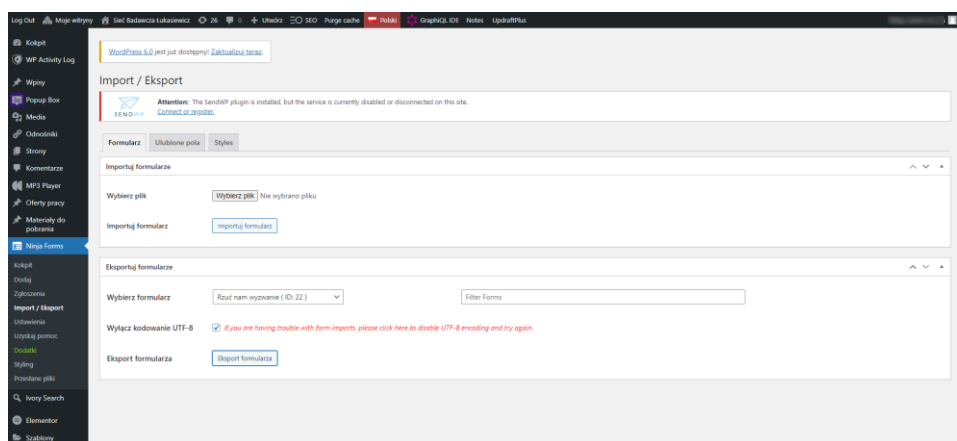 Log Out Moje witryny Sieć Badawcza Łukasiewicz 26 0 Utwórz SEO Purge cache Polski GraphiQL IDE Notes UpdraftPlus
Kokpit
WP Activity Log
Wpisy
Popup Box
Media
Odnośniki
Strony
Komentarze
MP3 Player
Oferty pracy
Materiały do
pobrania
Ninja Forms
Kokpit
Dodaj
Zgłoszenia
Import / Eksport
Ustawienia
Uzyskaj pomoc
Dodatki
Styling
Przesłane pliki
Ivory Search
Elementor
Szablony
WordPress 6.0 jest już dostępny! Zaktualizuj teraz.
Import / Eksport
SENDWP
Attention: The SendWP plugin is installed, but the service is currently disabled or disconnected on this site.
Connect or register.
Formularz Ulubione pola Styles
Importuj formularze
Wybierz plik Wybierz plik Nie wybrano pliku
Importuj formularz Importuj formularz
Eksportuj formularze
Wybierz formularz Rzuć nam wyzwanie ( ID: 22 ) Filter Forms
Wyłącz kodowanie UTF-8 If you are having trouble with form imports, please click here to disable UTF-8 encoding and try again.
Eksport formularza Eksport formularza